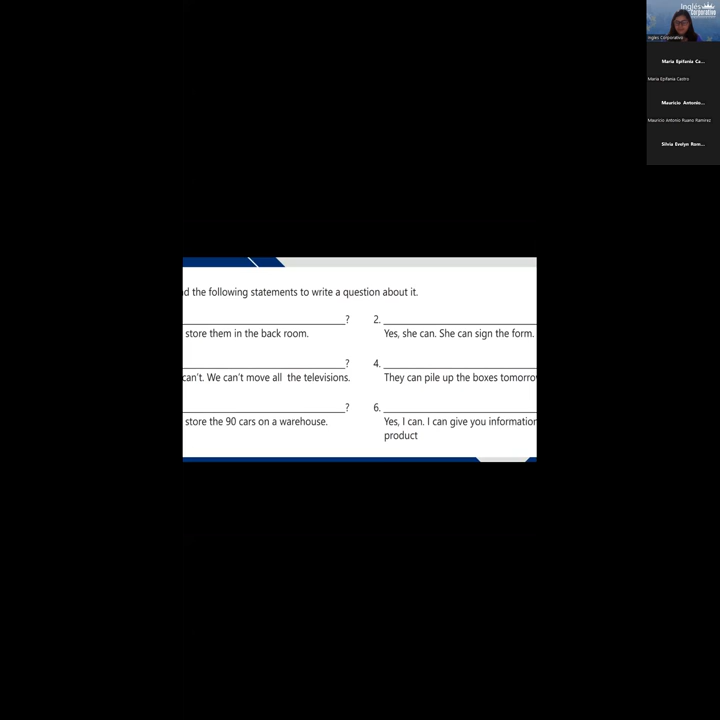 Inglés
Corporativo
Inglés Corporativo
Maria Epifania Ca...
Maria Epifania Castro
Mauricio Antonio...
Mauricio Antonio Ruano Ramirez
Silvia Evelyn Rom...
d the following statements to write a question about it.
?
store them in the back room.
2.
Yes, she can. She can sign the form.
?
can't. We can't move all the televisions.
4.
They can pile up the boxes tomorro
?
store the 90 cars on a warehouse.
6.
Yes, I can. I can give you information
product